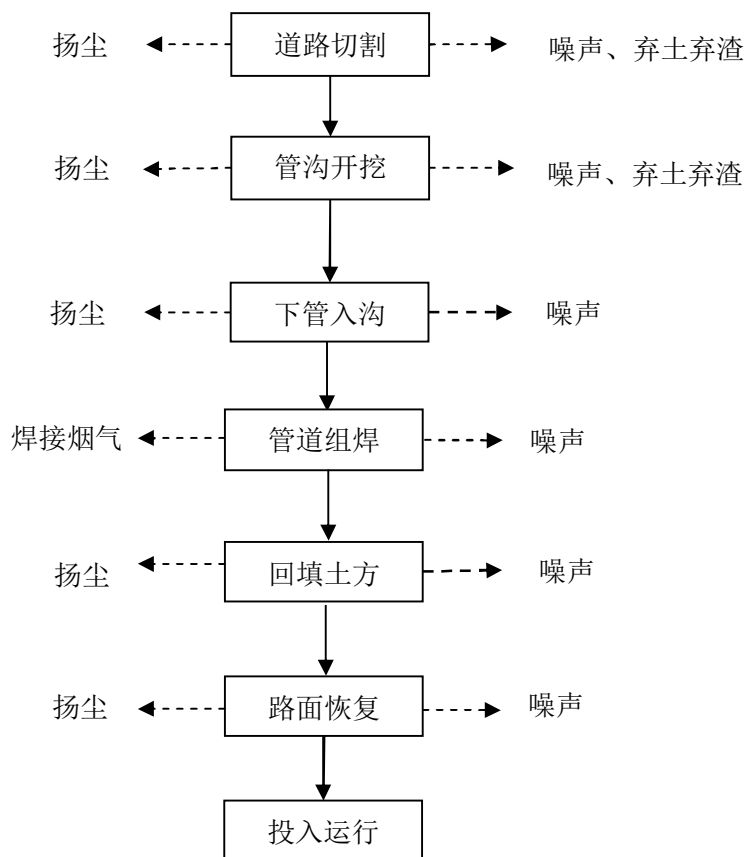 扬尘 道路切割 噪声、弃土弃渣
扬尘 管沟开挖 噪声、弃土弃渣
扬尘 下管入沟 噪声
焊接烟气 管道组焊 噪声
扬尘 回填土方 噪声
扬尘 路面恢复 噪声
投入运行